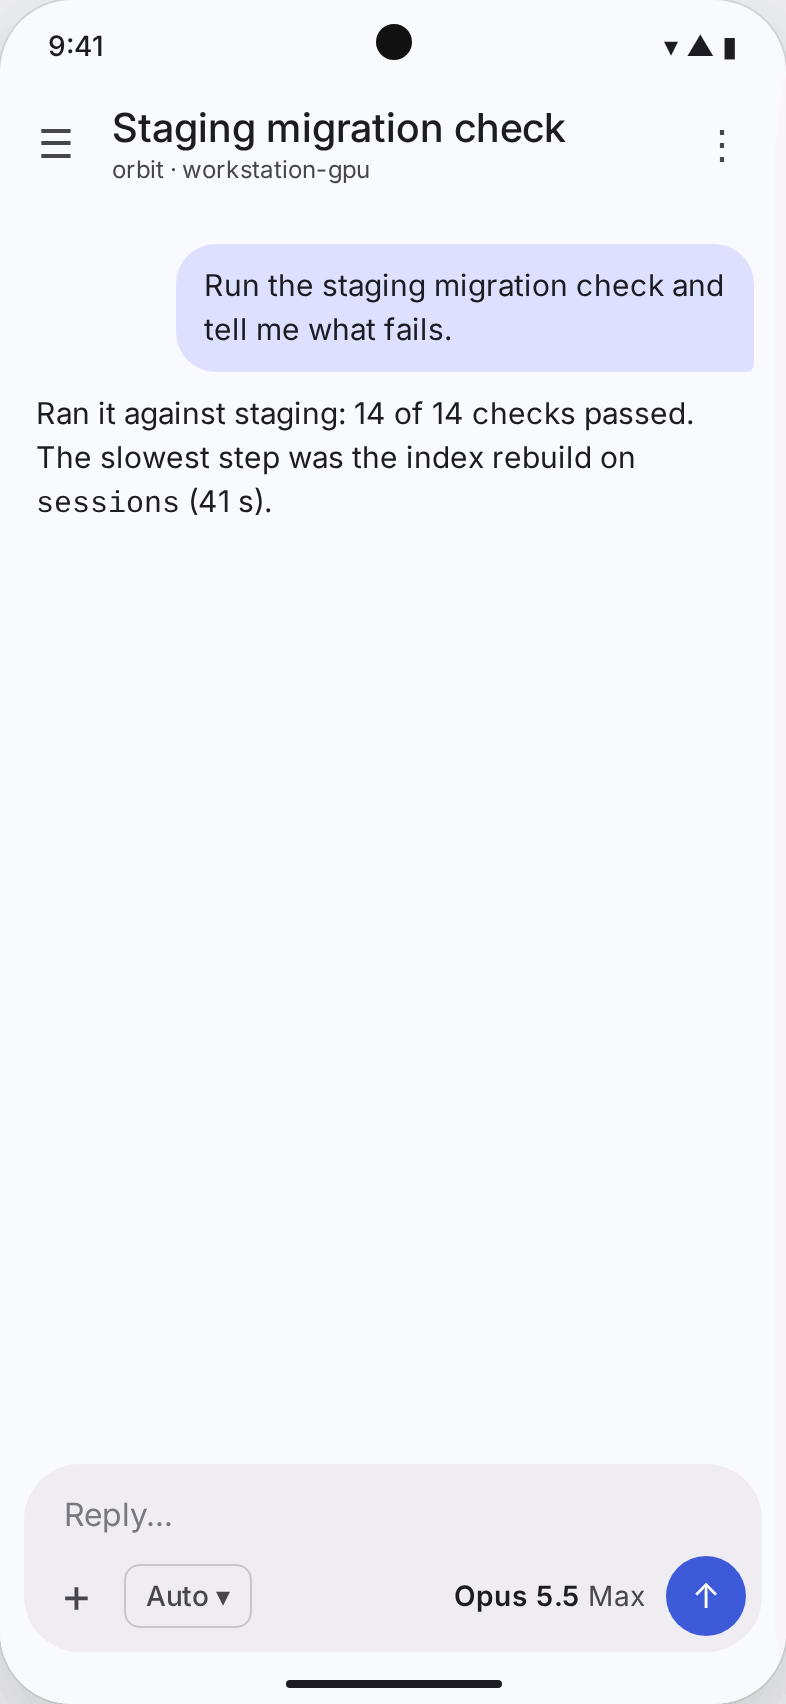 9:41
Staging migration check
orbit · workstation-gpu
Run the staging migration check and
tell me what fails.
Ran it against staging: 14 of 14 checks passed.
The slowest step was the index rebuild on
sessions (41 s).
Reply...
+ Auto ▾ Opus 5.5 Max